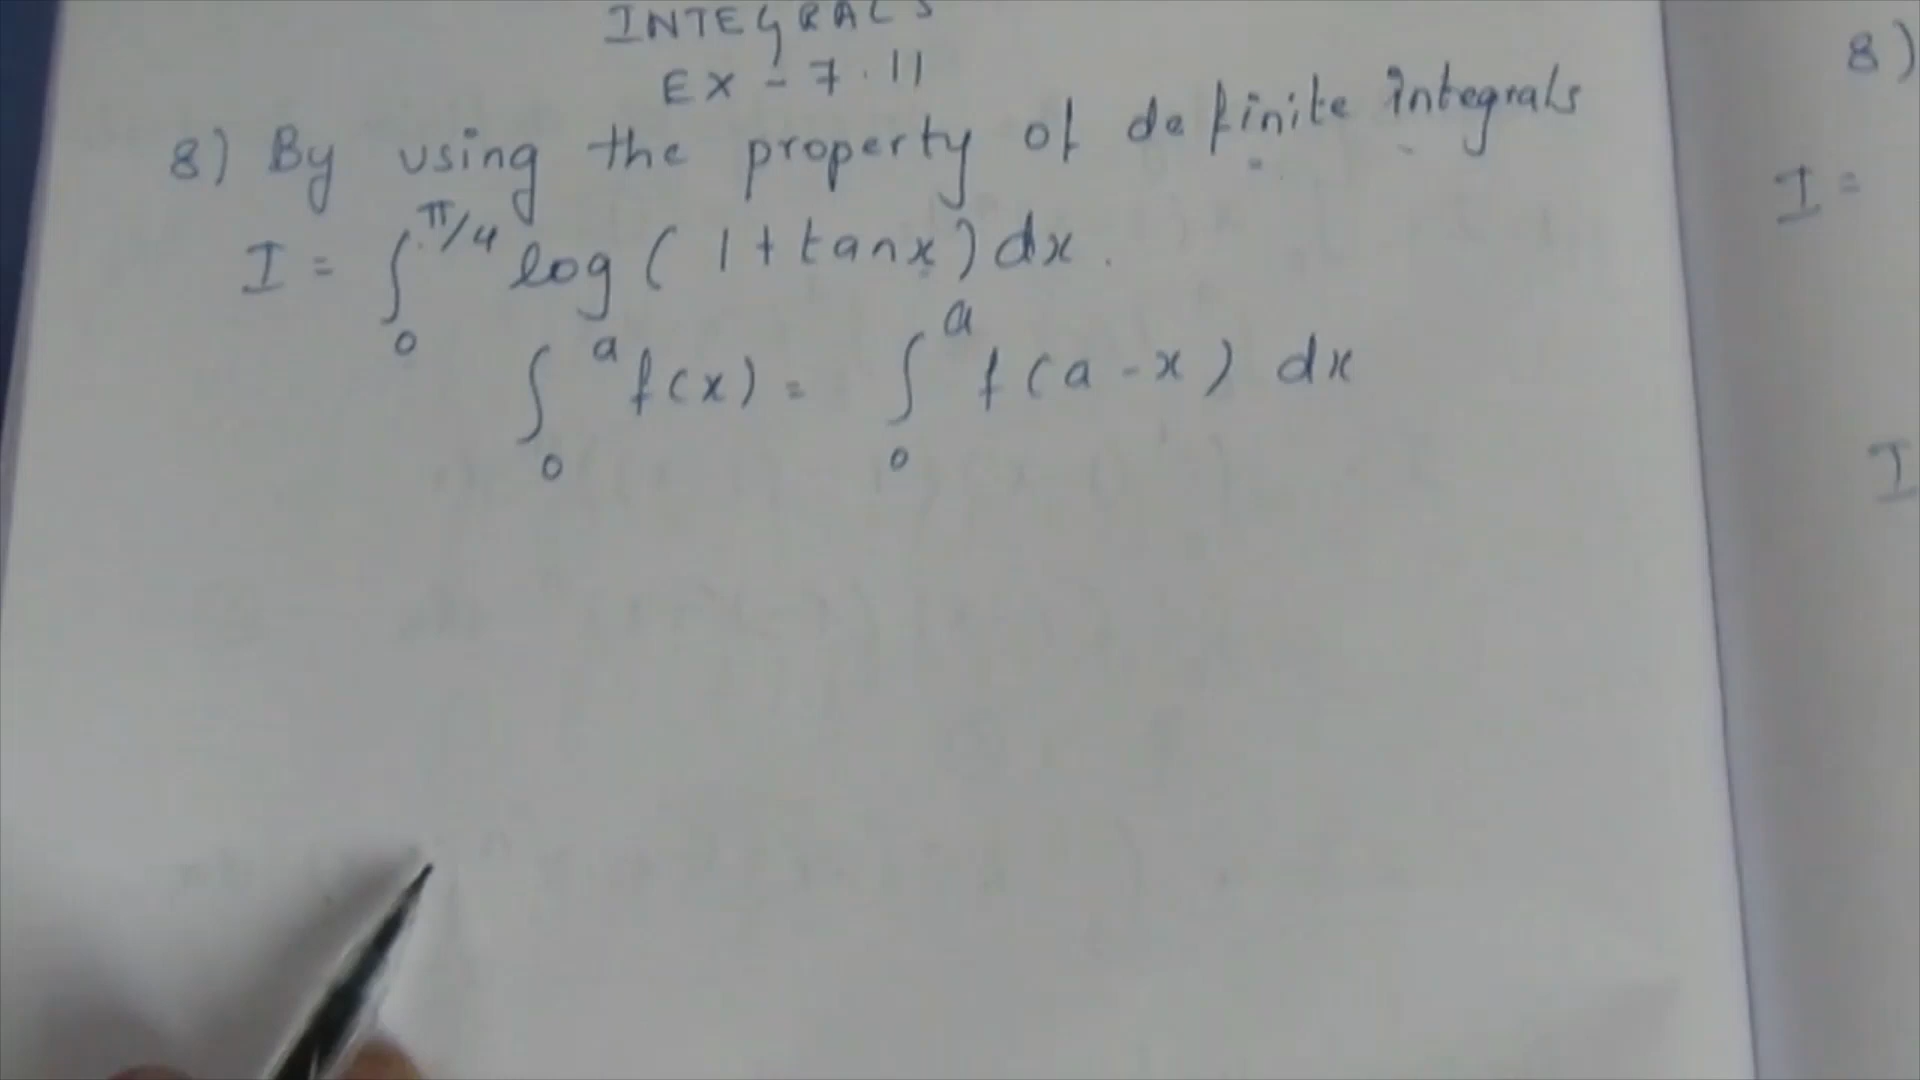 INTEGRALS
EX - 7.11
8) By using the property of definite integrals
I = ∫₀^π/4 log(1+tanx)dx.
∫₀^a f(x) = ∫₀^a f(a-x) dx
8)
I =
I